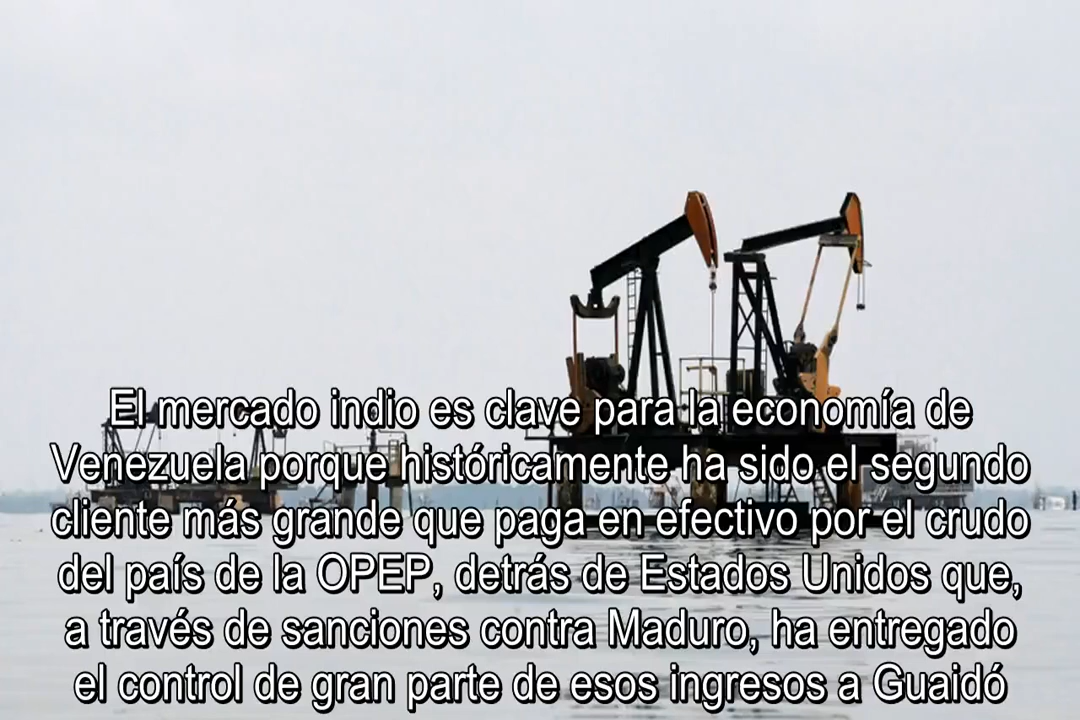 El mercado indio es clave para la economía de
Venezuela porque históricamente ha sido el segundo
cliente más grande que paga en efectivo por el crudo
del país de la OPEP, detrás de Estados Unidos que,
a través de sanciones contra Maduro, ha entregado
el control de gran parte de esos ingresos a Guaidó